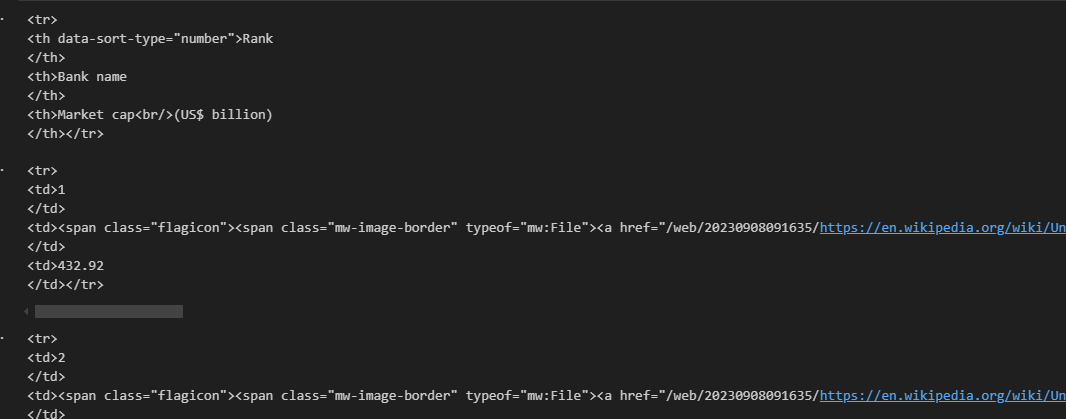 <tr>
<th data-sort-type="number">Rank
</th>
<th>Bank name
</th>
<th>Market cap<br/>(US$ billion)
</th></tr>
<tr>
<td>1
</td>
<td><span class="flagicon"><span class="mw-image-border" typeof="mw:File"><a href="/web/20230908091635/https://en.wikipedia.org/wiki/Un
</td>
<td>432.92
</td></tr>
<tr>
<td>2
</td>
<td><span class="flagicon"><span class="mw-image-border" typeof="mw:File"><a href="/web/20230908091635/https://en.wikipedia.org/wiki/Un
</td>